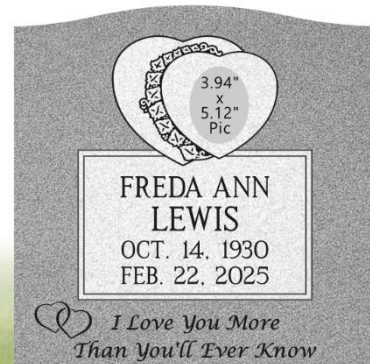 3.94"
x
5.12"
Pic
FREDA ANN
LEWIS
OCT. 14, 1930
FEB. 22, 2025
I Love You More
Than You'll Ever Know